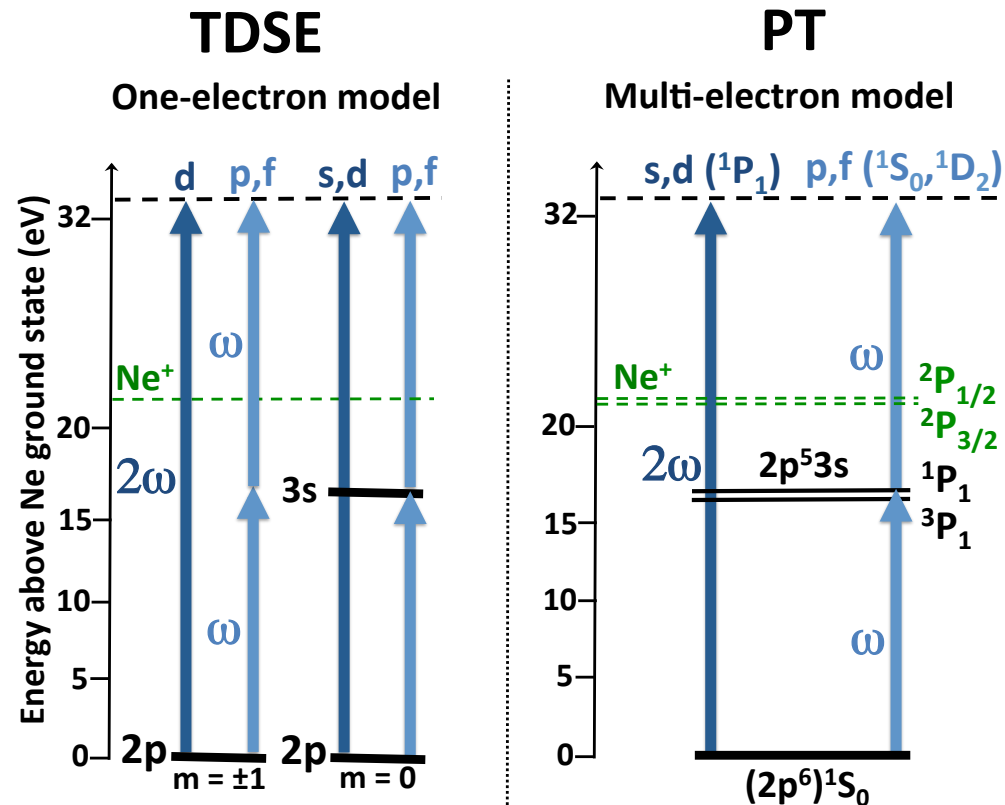 TDSE
One-electron model
Energy above Ne ground state (eV)
d p,f s,d p,f
32
ω
Ne⁺
20
2ω 3s
15
10
ω
5
0 2p 2p
m = ±1 m = 0
PT
Multi-electron model
s,d (¹P₁) p,f (¹S₀,¹D₂)
32
ω
Ne⁺ ²P₁/₂
20 ²P₃/₂
2ω 2p⁵3s ¹P₁
15 ³P₁
10
ω
5
0
(2p⁶)¹S₀